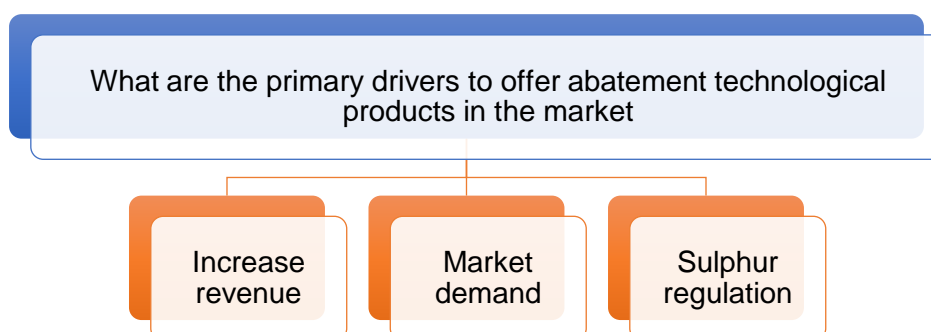 What are the primary drivers to offer abatement technological
products in the market
Increase
revenue
Market
demand
Sulphur
regulation